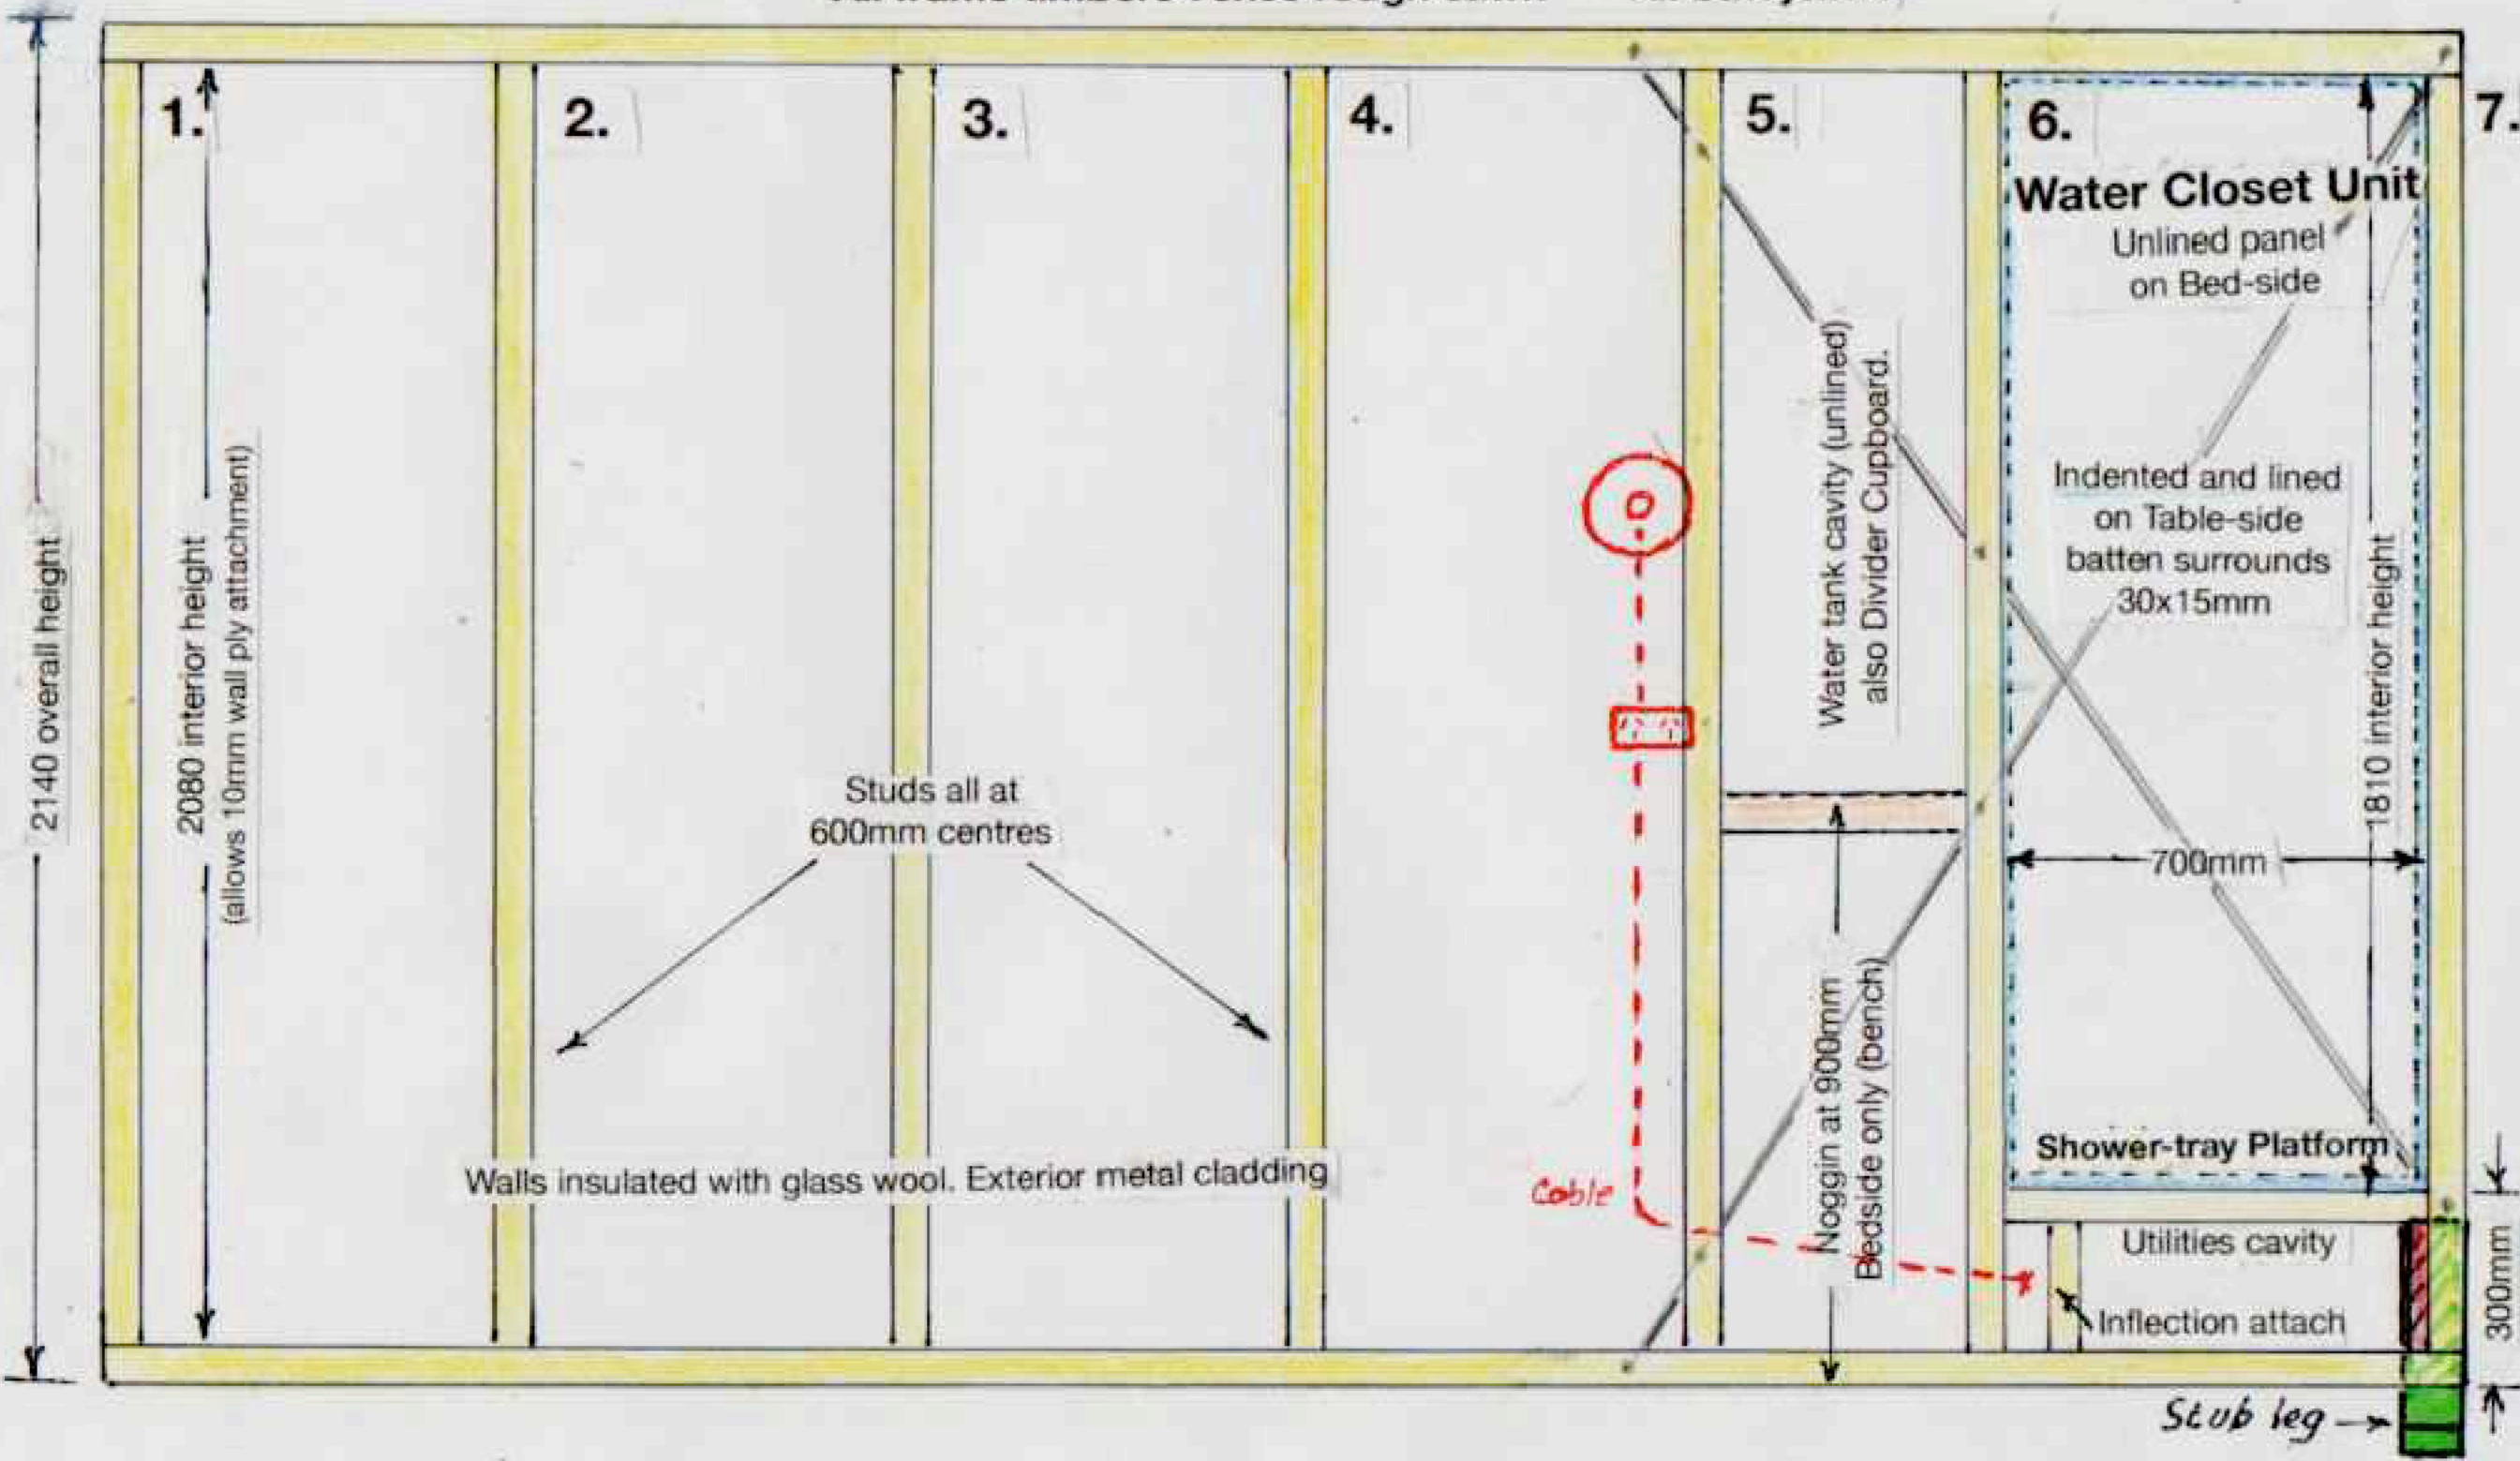 1.
2.
3.
4.
5.
6.
7.
Water Closet Unit
Unlined panel
on Bed-side
Indented and lined
on Table-side
batten surrounds
30x15mm
1810 interior height
700mm
Shower-tray Platform
Utilities cavity
Inflection attach
300mm
Stub leg
2140 overall height
2080 interior height
(allows 10mm wall ply attachment)
Studs all at
600mm centres
Walls insulated with glass wool. Exterior metal cladding
Cable
Water tank cavity (unlined)
also Divider Cupboard.
Noggin at 900mm
Bedside only (bench)